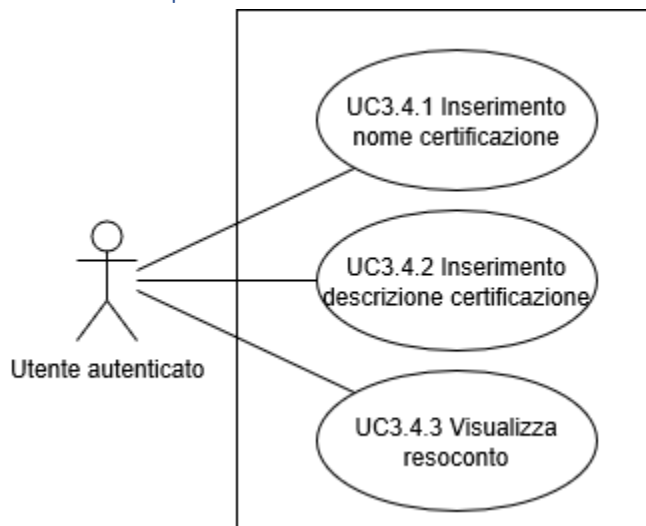 UC3.4.1 Inserimento
nome certificazione
UC3.4.2 Inserimento
descrizione certificazione
Utente autenticato
UC3.4.3 Visualizza
resoconto